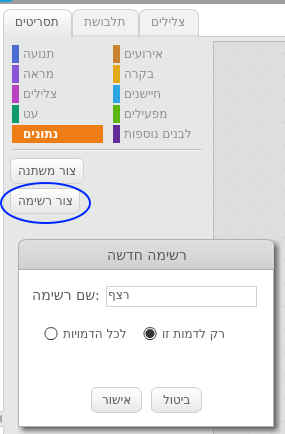 תסריטים תלבושת צלילים
תנועה אירועים
מראה בקרה
צלילים חיישנים
עט מפעילים
נתונים לבנים נוספות
צור משתנה
צור רשימה
רשימה חדשה
שם רשימה: רצף
לכל הדמויות רק לדמות זו
אישור ביטול